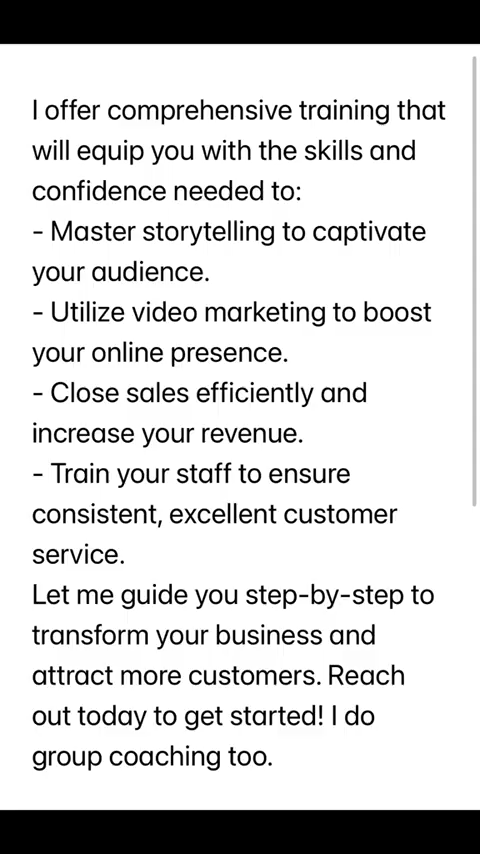 I offer comprehensive training that
will equip you with the skills and
confidence needed to:
- Master storytelling to captivate
your audience.
- Utilize video marketing to boost
your online presence.
- Close sales efficiently and
increase your revenue.
- Train your staff to ensure
consistent, excellent customer
service.
Let me guide you step-by-step to
transform your business and
attract more customers. Reach
out today to get started! I do
group coaching too.